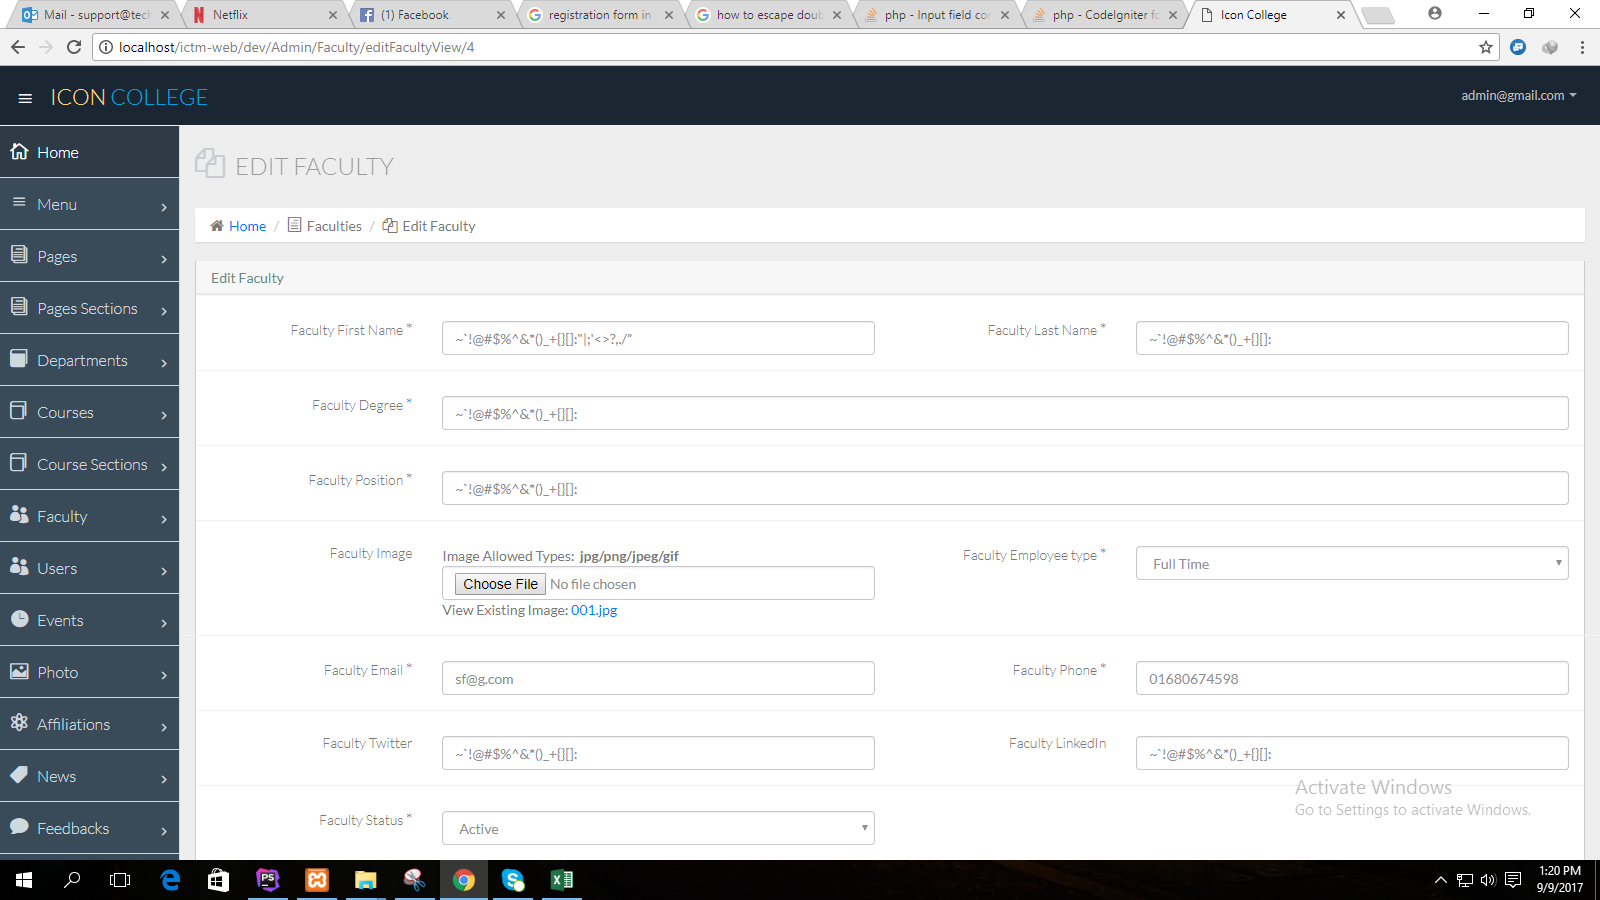 Mail - support@tech
Netflix
(1) Facebook
registration form in
how to escape doub
php - Input field cor
php - CodeIgniter fo
Icon College
localhost/ictm-web/dev/Admin/Faculty/editFacultyView/4
ICON COLLEGE
admin@gmail.com
Home
Menu
Pages
Pages Sections
Departments
Courses
Course Sections
Faculty
Users
Events
Photo
Affiliations
News
Feedbacks
EDIT FACULTY
Home / Faculties / Edit Faculty
Edit Faculty
Faculty First Name *
~`!@#$%^&*()_+{}[]:"|;'<>?,./"
Faculty Last Name *
~`!@#$%^&*()_+{}[]:
Faculty Degree *
~`!@#$%^&*()_+{}[]:
Faculty Position *
~`!@#$%^&*()_+{}[]:
Faculty Image
Image Allowed Types: jpg/png/jpeg/gif
Choose File No file chosen
View Existing Image: 001.jpg
Faculty Employee type *
Full Time
Faculty Email *
sf@g.com
Faculty Phone *
01680674598
Faculty Twitter
~`!@#$%^&*()_+{}[]:
Faculty LinkedIn
~`!@#$%^&*()_+{}[]:
Faculty Status *
Active
Activate Windows
Go to Settings to activate Windows.
1:20 PM
9/9/2017